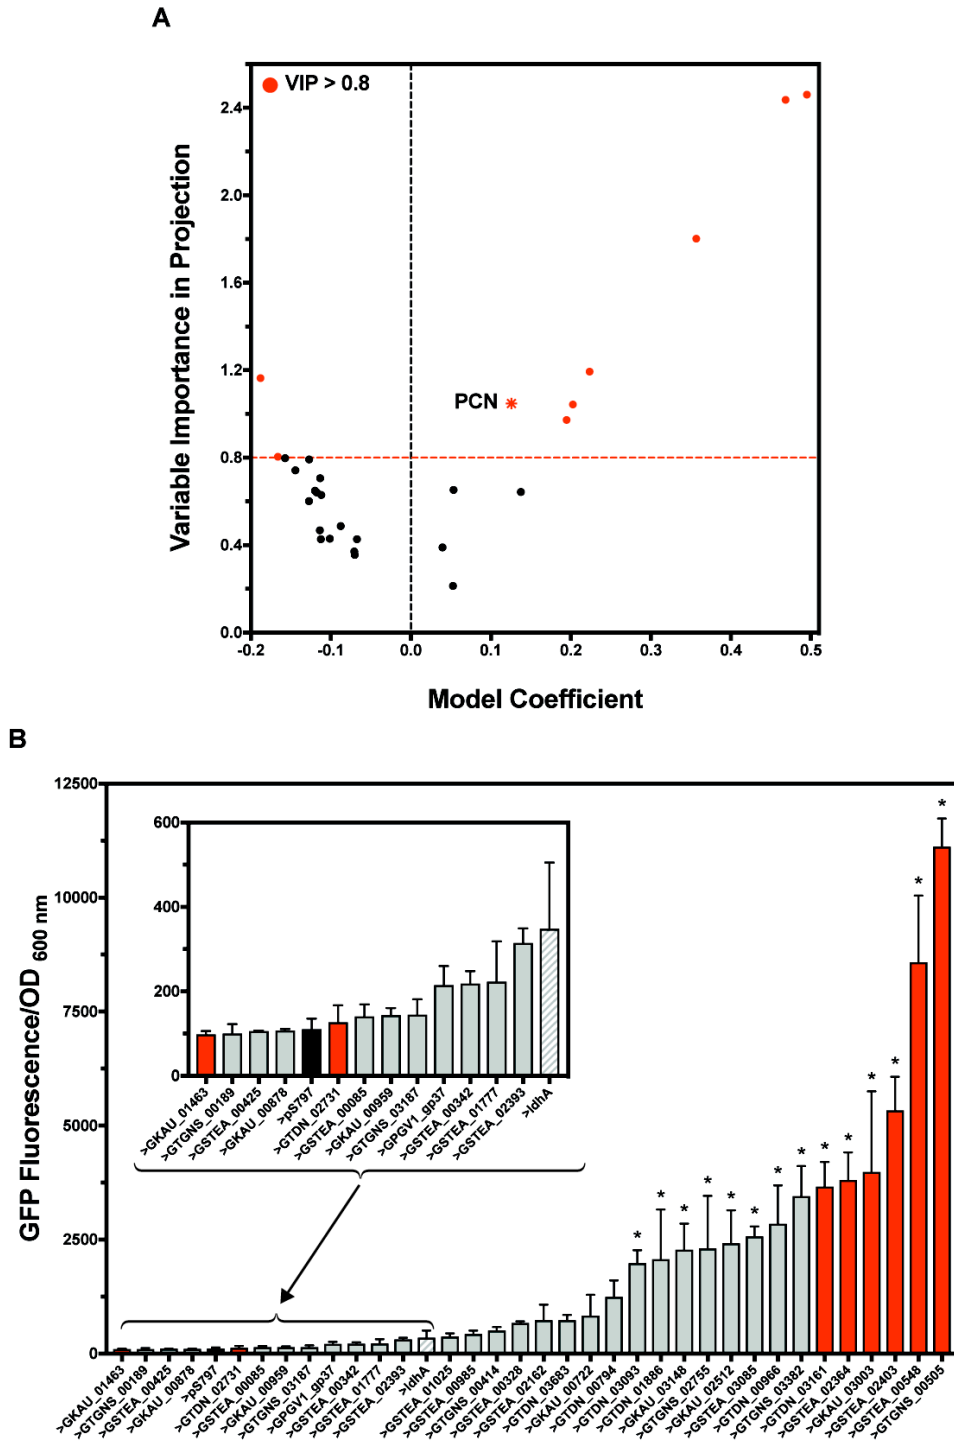 A
VIP > 0.8
2.4
2.0
1.6
1.2
0.8
0.4
0.0
Variable Importance in Projection
PCN
-0.2 -0.1 0.0 0.1 0.2 0.3 0.4 0.5
Model Coefficient
B
12500
10000
7500
5000
2500
0
GFP Fluorescence/OD 600 nm
600
400
200
0
>GKAU_01463
>GTGNS_00189
>GSTEA_00425
>GKAU_00878
>pS797
>GTDN_02731
>GSTEA_00085
>GKAU_00959
>GTGNS_03187
>GPGV1_gp37
>GSTEA_00342
>GSTEA_01777
>GSTEA_02393
>ldhA
* * * * * * * * * * * * * *
>GKAU_01463
>GTGNS_00189
>GSTEA_00425
>GKAU_00878
>pS797
>GTDN_02731
>GSTEA_00085
>GKAU_00959
>GTGNS_03187
>GPGV1_gp37
>GSTEA_00342
>GSTEA_01777
>GSTEA_02393
>ldhA
>GSTEA_01025
>GSTEA_00985
>GTGNS_00414
>GSTEA_00328
>GSTEA_02162
>GTDN_03683
>GKAU_00722
>GTDN_00794
>GTDN_03093
>GTDN_01886
>GKAU_03148
>GTGNS_02755
>GKAU_02512
>GSTEA_03085
>GTDN_00966
>GTGNS_03382
>GTGNS_03161
>GSTEA_02364
>GKAU_03003
>GSTEA_02403
>GSTEA_00548
>GTGNS_00505